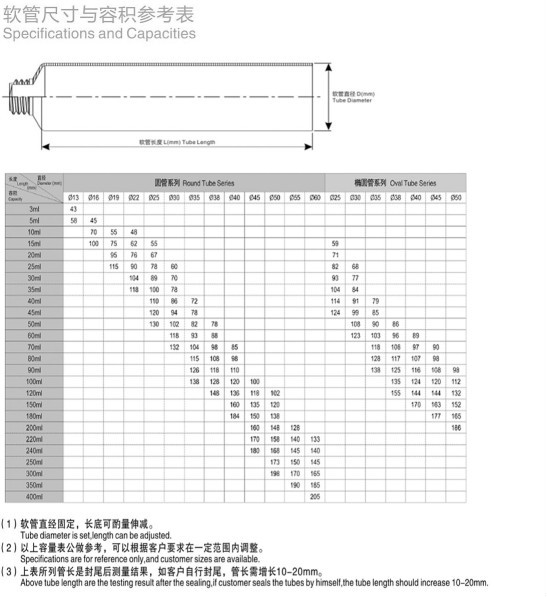 软管尺寸与容积参考表
Specifications and Capacities
软管直径 D(mm)
Tube Diameter
软管长度 L(mm) Tube Length
长度 Length (mm) 直径 Diameter (mm) 容积 Capacity 圆管系列 Round Tube Series 椭圆管系列 Oval Tube Series
Ø13 Ø16 Ø19 Ø22 Ø25 Ø30 Ø35 Ø38 Ø40 Ø45 Ø50 Ø55 Ø60 Ø25 Ø30 Ø35 Ø38 Ø40 Ø45 Ø50
3ml 43
5ml 58 45
10ml 70 55 48
15ml 100 75 62 55 59
20ml 95 76 67 71
25ml 115 90 78 60 82 68
30ml 104 89 70 93 77
35ml 118 100 78 104 84
40ml 110 86 72 114 91 79
45ml 120 94 78 124 99 85
50ml 130 102 82 78 108 90 86
60ml 118 93 88 123 103 96 89
70ml 132 104 98 85 118 106 97 90
80ml 115 108 98 128 117 107 98
90ml 126 118 110 138 125 116 108 98
100ml 138 128 120 100 135 124 120 112
120ml 148 136 118 102 155 144 144 132
150ml 160 135 120 170 163 152
180ml 184 150 138 177 165
200ml 160 148 128 186
220ml 170 158 140 133
240ml 180 168 145 140
250ml 173 150 145
300ml 198 170 165
350ml 190 185
400ml 205
(1) 软管直经固定，长底可酌量伸减。
Tube diameter is set,length can be adjusted.
(2) 以上容量表公做参考，可以根据客户要求在一定范围内调整。
Specifications are for reference only,and customer sizes are available.
(3) 上表所列管长是封尾后测量结果，如客户自行封尾，管长需增长10-20mm。
Above tube length are the testing result after the sealing,if customer seals the tubes by himself,the tube length should increase 10-20mm.